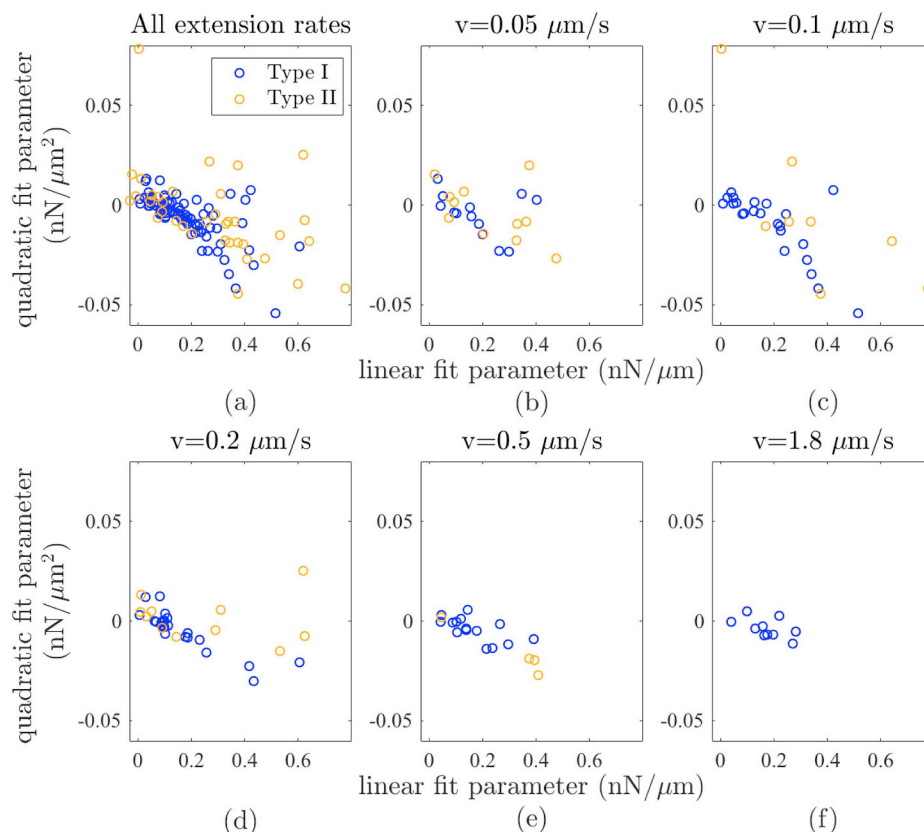 All extension rates
v=0.05 μm/s
v=0.1 μm/s
Type I
Type II
quadratic fit parameter
(nN/μm²)
0.05
0
-0.05
0 0.2 0.4 0.6
0.05
0
-0.05
0 0.2 0.4 0.6
0.05
0
-0.05
0 0.2 0.4 0.6
linear fit parameter (nN/μm)
(a)
(b)
(c)
v=0.2 μm/s
v=0.5 μm/s
v=1.8 μm/s
quadratic fit parameter
(nN/μm²)
0.05
0
-0.05
0 0.2 0.4 0.6
0.05
0
-0.05
0 0.2 0.4 0.6
0.05
0
-0.05
0 0.2 0.4 0.6
linear fit parameter (nN/μm)
(d)
(e)
(f)